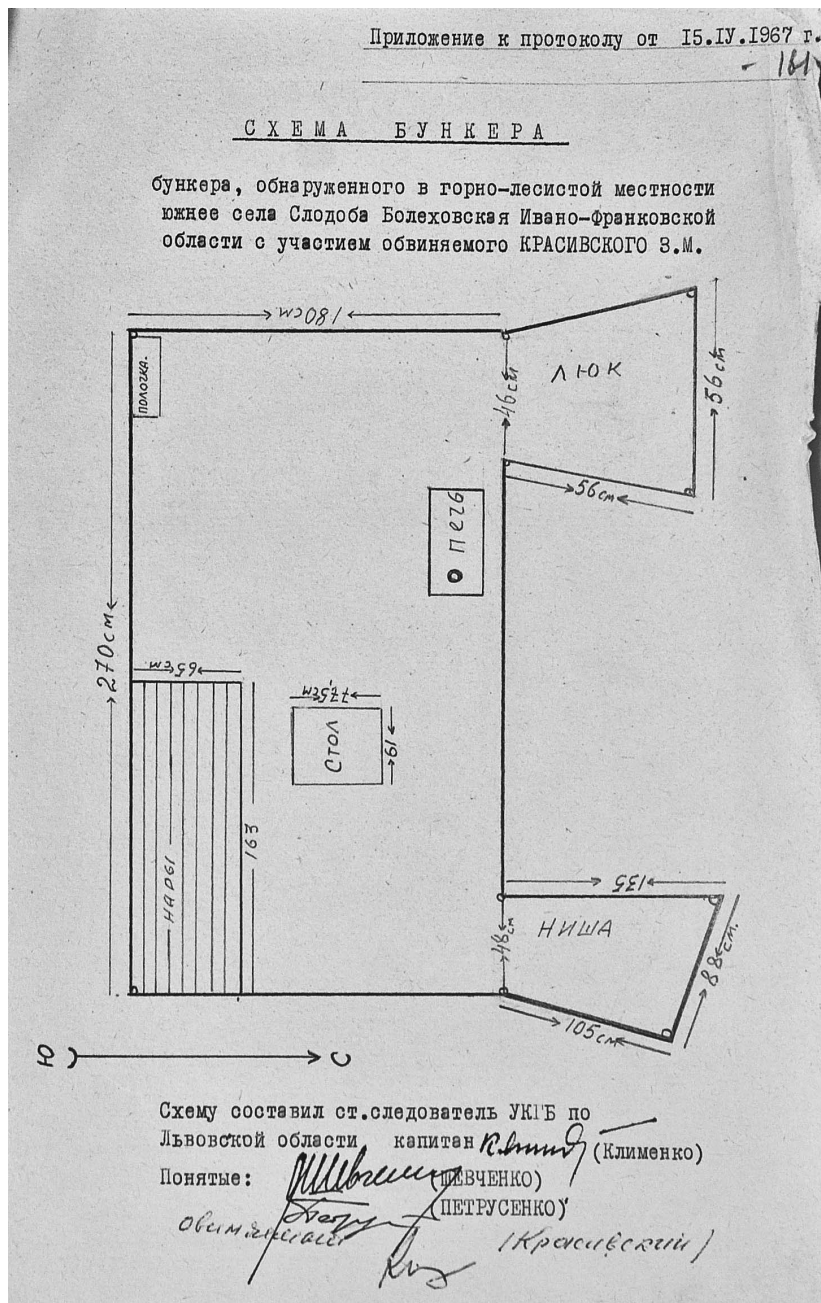 Приложение к протоколу от 15.IУ.1967 г.
- 161
СХЕМА БУНКЕРА
бункера, обнаруженного в горно-лесистой местности
южнее села Слодоба Болеховская Ивано-Франковской
области с участием обвиняемого КРАСИВСКОГО З.М.
180см
полочка.
ЛЮК
46см
56см
56см
ПЕЧЬ
270см
65см
77,5см
СТОЛ
61
НАРЫ
163
135
НИША
48см
88см.
105см
Ю С
Схему составил ст.следователь УКГБ по
Львовской области капитан (Клименко)
Понятые: (ШЕВЧЕНКО)
(ПЕТРУСЕНКО)
(Красивский)